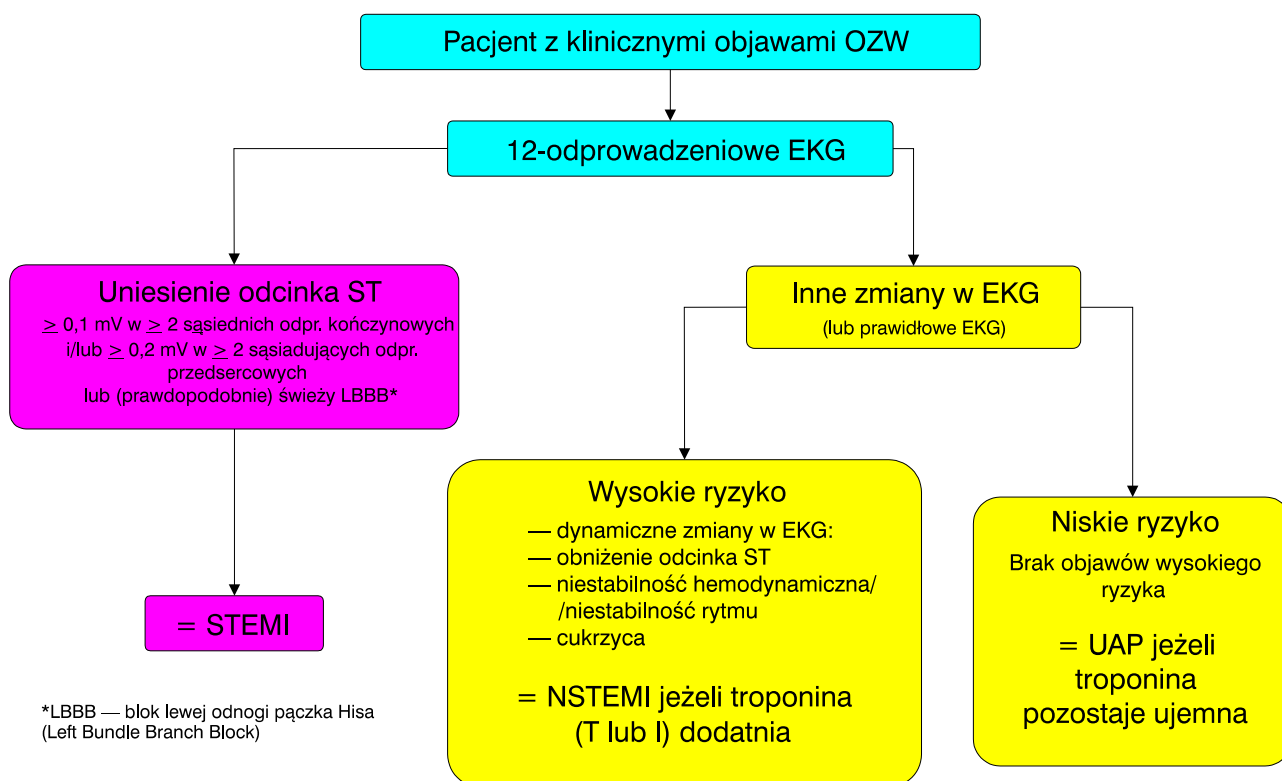 Pacjent z klinicznymi objawami OZW
12-odprowadzeniowe EKG
Uniesienie odcinka ST
≥ 0,1 mV w ≥ 2 sąsiednich odpr. kończynowych
i/lub ≥ 0,2 mV w ≥ 2 sąsiadujących odpr.
przedsercowych
lub (prawdopodobnie) świeży LBBB*
Inne zmiany w EKG
(lub prawidłowe EKG)
= STEMI
*LBBB — blok lewej odnogi pączka Hisa
(Left Bundle Branch Block)
Wysokie ryzyko
— dynamiczne zmiany w EKG:
— obniżenie odcinka ST
— niestabilność hemodynamiczna/
/niestabilność rytmu
— cukrzyca
= NSTEMI jeżeli troponina
(T lub I) dodatnia
Niskie ryzyko
Brak objawów wysokiego
ryzyka
= UAP jeżeli
troponina
pozostaje ujemna